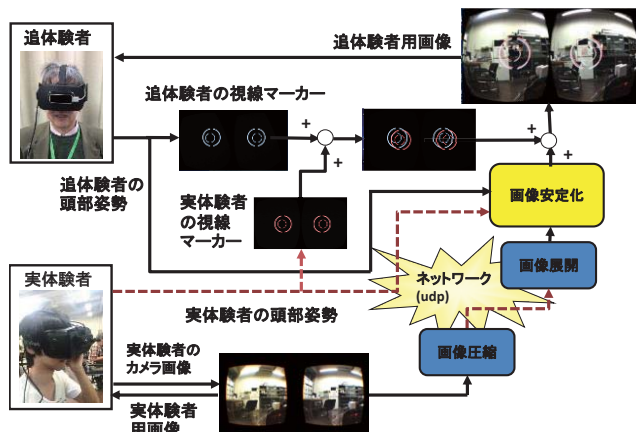 追体験者
追体験者用画像
追体験者の視線マーカー
+
+
+
+
追体験者の
頭部姿勢
実体験者
の視線
マーカー
画像安定化
画像展開
ネットワーク
(udp)
実体験者
実体験者の頭部姿勢
画像圧縮
実体験者の
カメラ画像
実体験者
用画像